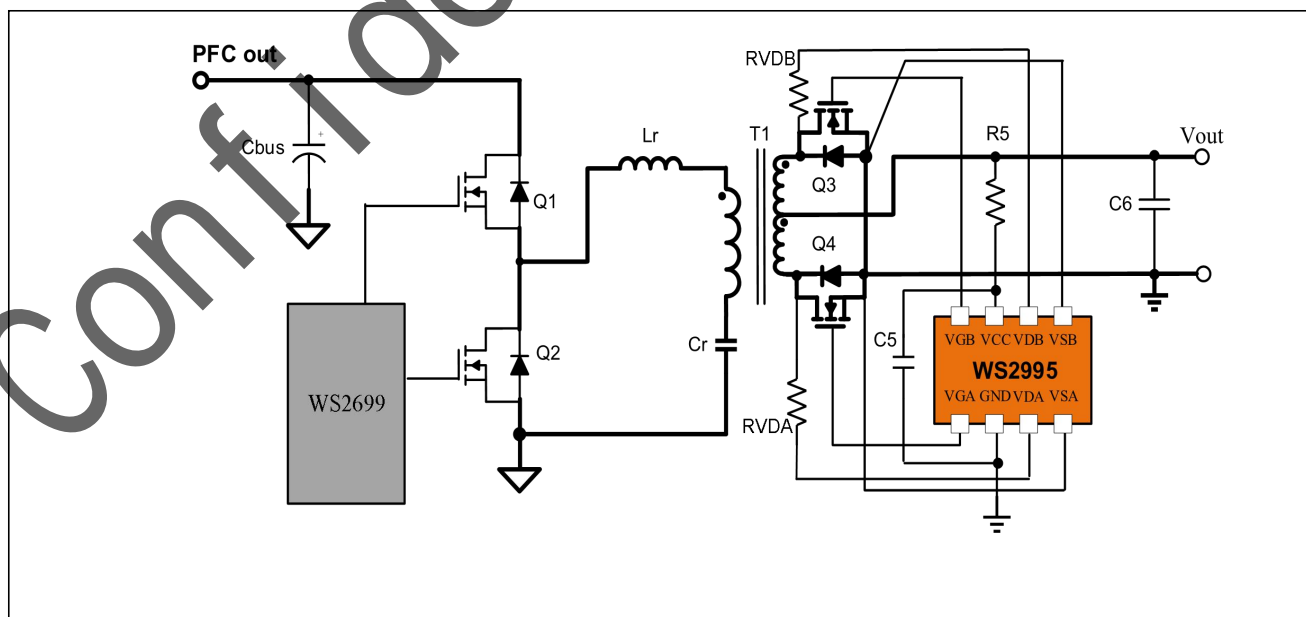 Confide
PFC out
+
Cbus
Q1
Q2
WS2699
Lr
Cr
T1
RVDB
Q3
Q4
RVDA
R5
Vout
C6
C5
VGB VCC VDB VSB
WS2995
VGA GND VDA VSA